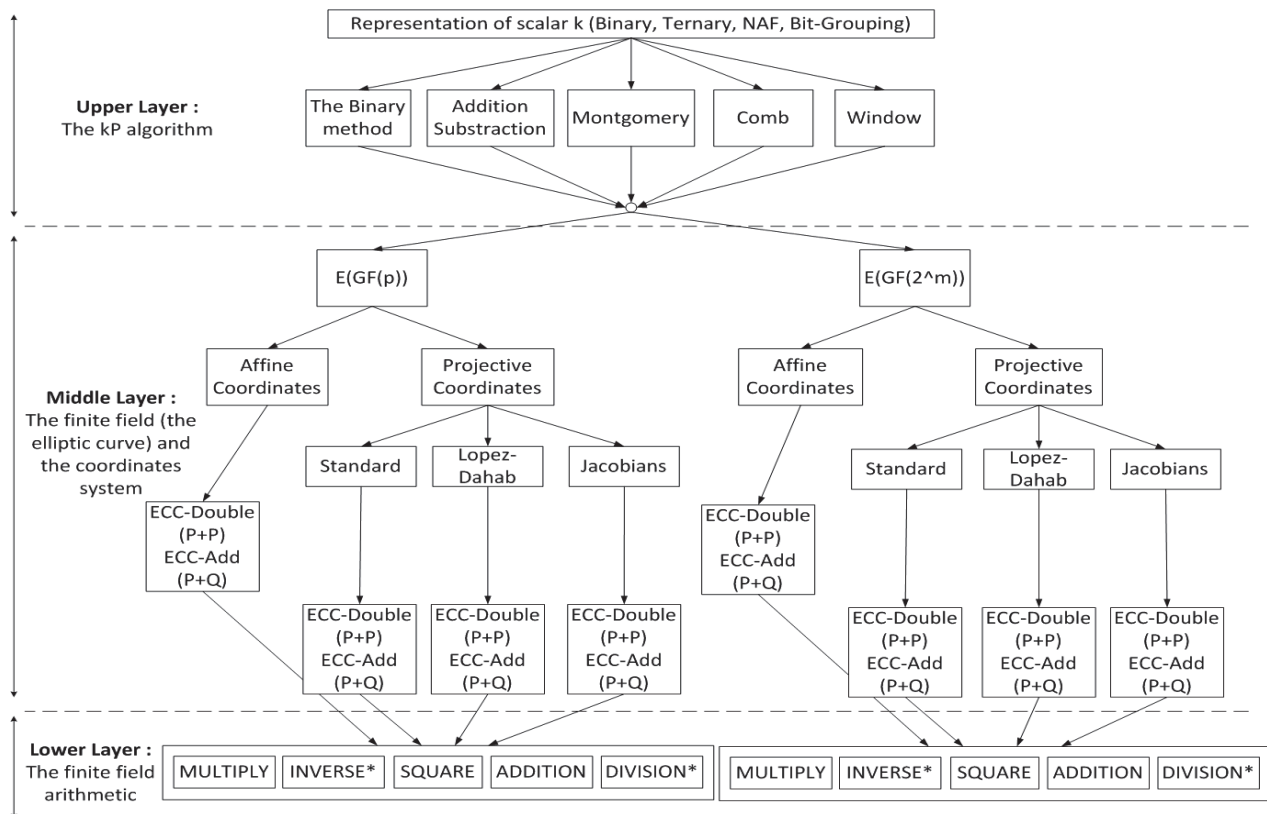 Representation of scalar k (Binary, Ternary, NAF, Bit-Grouping)
Upper Layer :
The kP algorithm
The Binary
method
Addition
Substraction
Montgomery
Comb
Window
Middle Layer :
The finite field (the
elliptic curve) and
the coordinates
system
E(GF(p))
E(GF(2^m))
Affine
Coordinates
Projective
Coordinates
Affine
Coordinates
Projective
Coordinates
Standard
Lopez-
Dahab
Jacobians
Standard
Lopez-
Dahab
Jacobians
ECC-Double
(P+P)
ECC-Add
(P+Q)
ECC-Double
(P+P)
ECC-Add
(P+Q)
ECC-Double
(P+P)
ECC-Add
(P+Q)
ECC-Double
(P+P)
ECC-Add
(P+Q)
ECC-Double
(P+P)
ECC-Add
(P+Q)
ECC-Double
(P+P)
ECC-Add
(P+Q)
ECC-Double
(P+P)
ECC-Add
(P+Q)
ECC-Double
(P+P)
ECC-Add
(P+Q)
Lower Layer :
The finite field
arithmetic
MULTIPLY
INVERSE*
SQUARE
ADDITION
DIVISION*
MULTIPLY
INVERSE*
SQUARE
ADDITION
DIVISION*